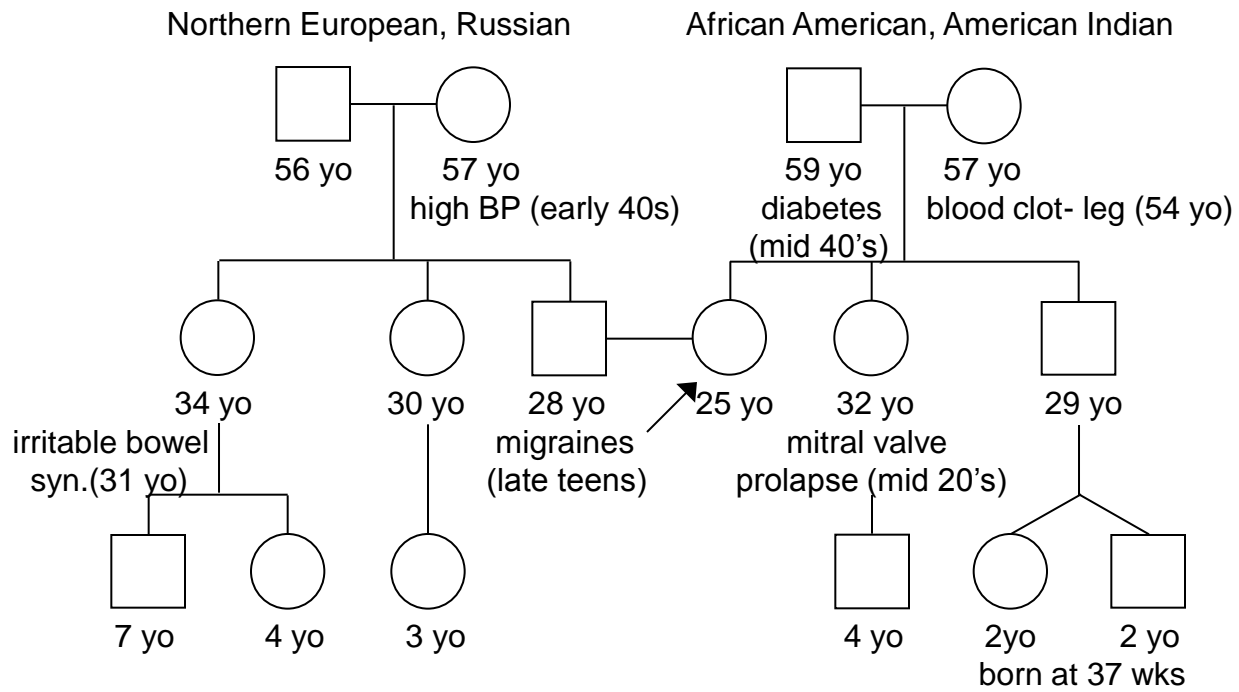 Northern European, Russian
African American, American Indian
56 yo
57 yo
high BP (early 40s)
59 yo
diabetes
(mid 40's)
57 yo
blood clot- leg (54 yo)
34 yo
irritable bowel
syn.(31 yo)
30 yo
28 yo
migraines
(late teens)
25 yo
32 yo
mitral valve
prolapse (mid 20's)
29 yo
7 yo
4 yo
3 yo
4 yo
2yo
2 yo
born at 37 wks